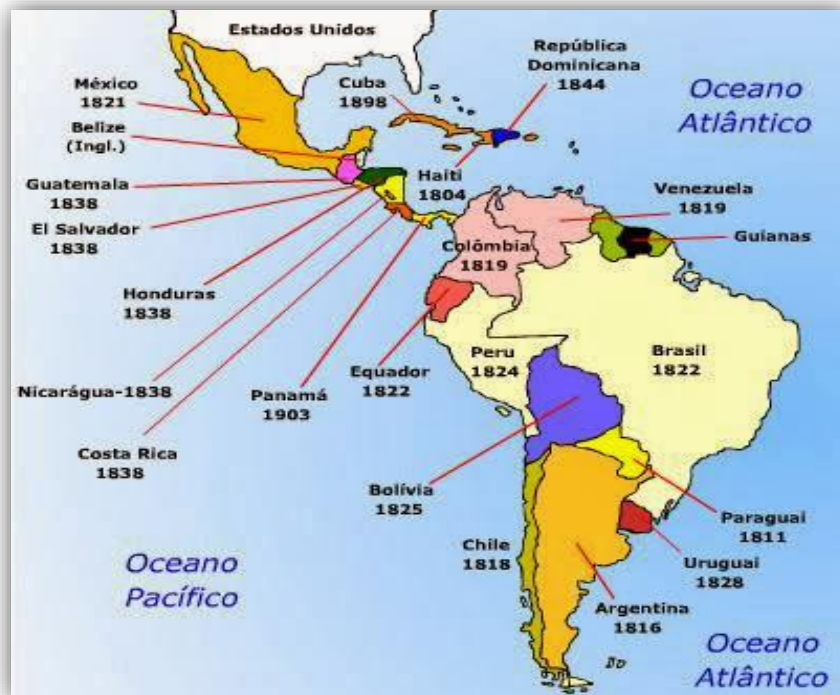 Estados Unidos
México
1821
Belize
(Ingl.)
Guatemala
1838
El Salvador
1838
Honduras
1838
Nicarágua-1838
Costa Rica
1838
Panamá
1903
Cuba
1898
República
Dominicana
1844
Haiti
1804
Oceano
Atlântico
Venezuela
1819
Guianas
Colômbia
1819
Equador
1822
Peru
1824
Brasil
1822
Bolívia
1825
Paraguai
1811
Chile
1818
Uruguai
1828
Argentina
1816
Oceano
Pacífico
Oceano
Atlântico